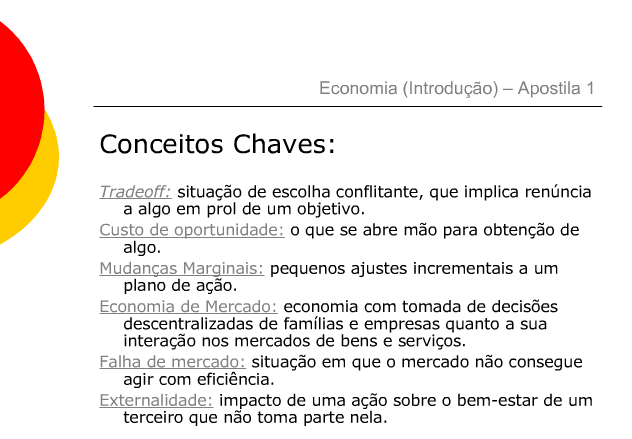 Economia (Introdução) – Apostila 1
Conceitos Chaves:
Tradeoff: situação de escolha conflitante, que implica renúncia
a algo em prol de um objetivo.
Custo de oportunidade: o que se abre mão para obtenção de
algo.
Mudanças Marginais: pequenos ajustes incrementais a um
plano de ação.
Economia de Mercado: economia com tomada de decisões
descentralizadas de famílias e empresas quanto a sua
interação nos mercados de bens e serviços.
Falha de mercado: situação em que o mercado não consegue
agir com eficiência.
Externalidade: impacto de uma ação sobre o bem-estar de um
terceiro que não toma parte nela.